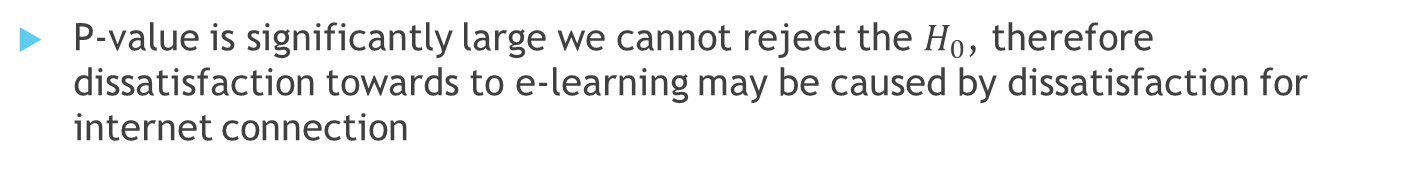 P-value is significantly large we cannot reject the H₀, therefore
dissatisfaction towards to e-learning may be caused by dissatisfaction for
internet connection